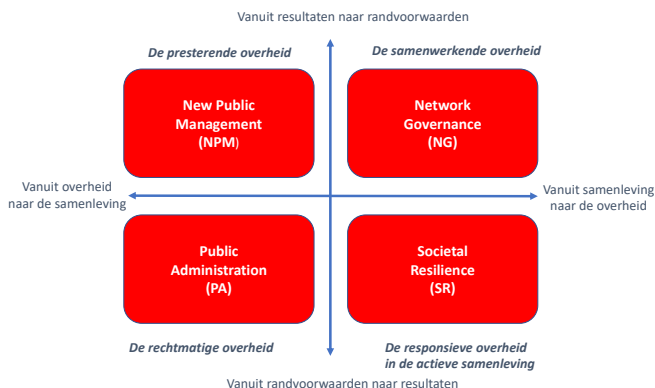 Vanuit resultaten naar randvoorwaarden
De presterende overheid
De samenwerkende overheid
New Public
Management
(NPM)
Network
Governance
(NG)
Vanuit overheid
naar de samenleving
Vanuit samenleving
naar de overheid
Public
Administration
(PA)
Societal
Resilience
(SR)
De rechtmatige overheid
De responsieve overheid
in de actieve samenleving
Vanuit randvoorwaarden naar resultaten